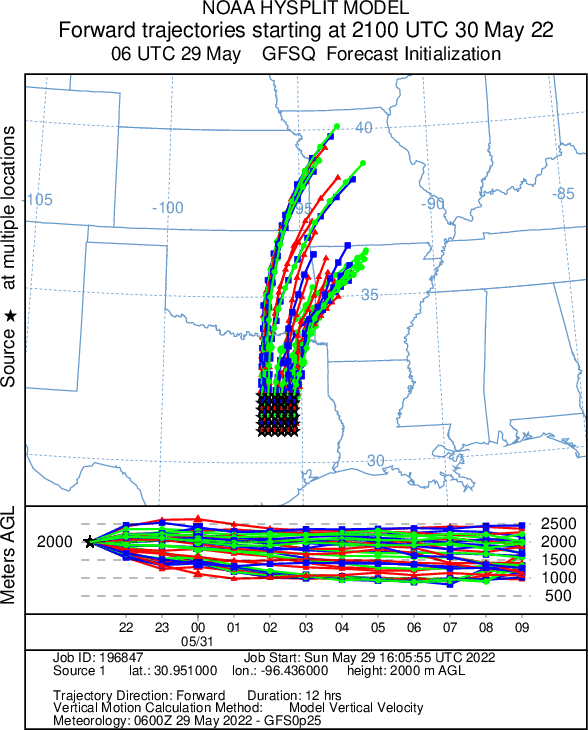 NOAA HYSPLIT MODEL
Forward trajectories starting at 2100 UTC 30 May 22
06 UTC 29 May GFSQ Forecast Initialization
Source ★ at multiple locations
40
-85
-105
-100
-95
-90
35
30
Meters AGL
2000
2500
2000
1500
1000
500
22 23 00 01 02 03 04 05 06 07 08 09
05/31
Job ID: 196847 Job Start: Sun May 29 16:05:55 UTC 2022
Source 1 lat.: 30.951000 lon.: -96.436000 height: 2000 m AGL
Trajectory Direction: Forward Duration: 12 hrs
Vertical Motion Calculation Method: Model Vertical Velocity
Meteorology: 0600Z 29 May 2022 - GFS0p25